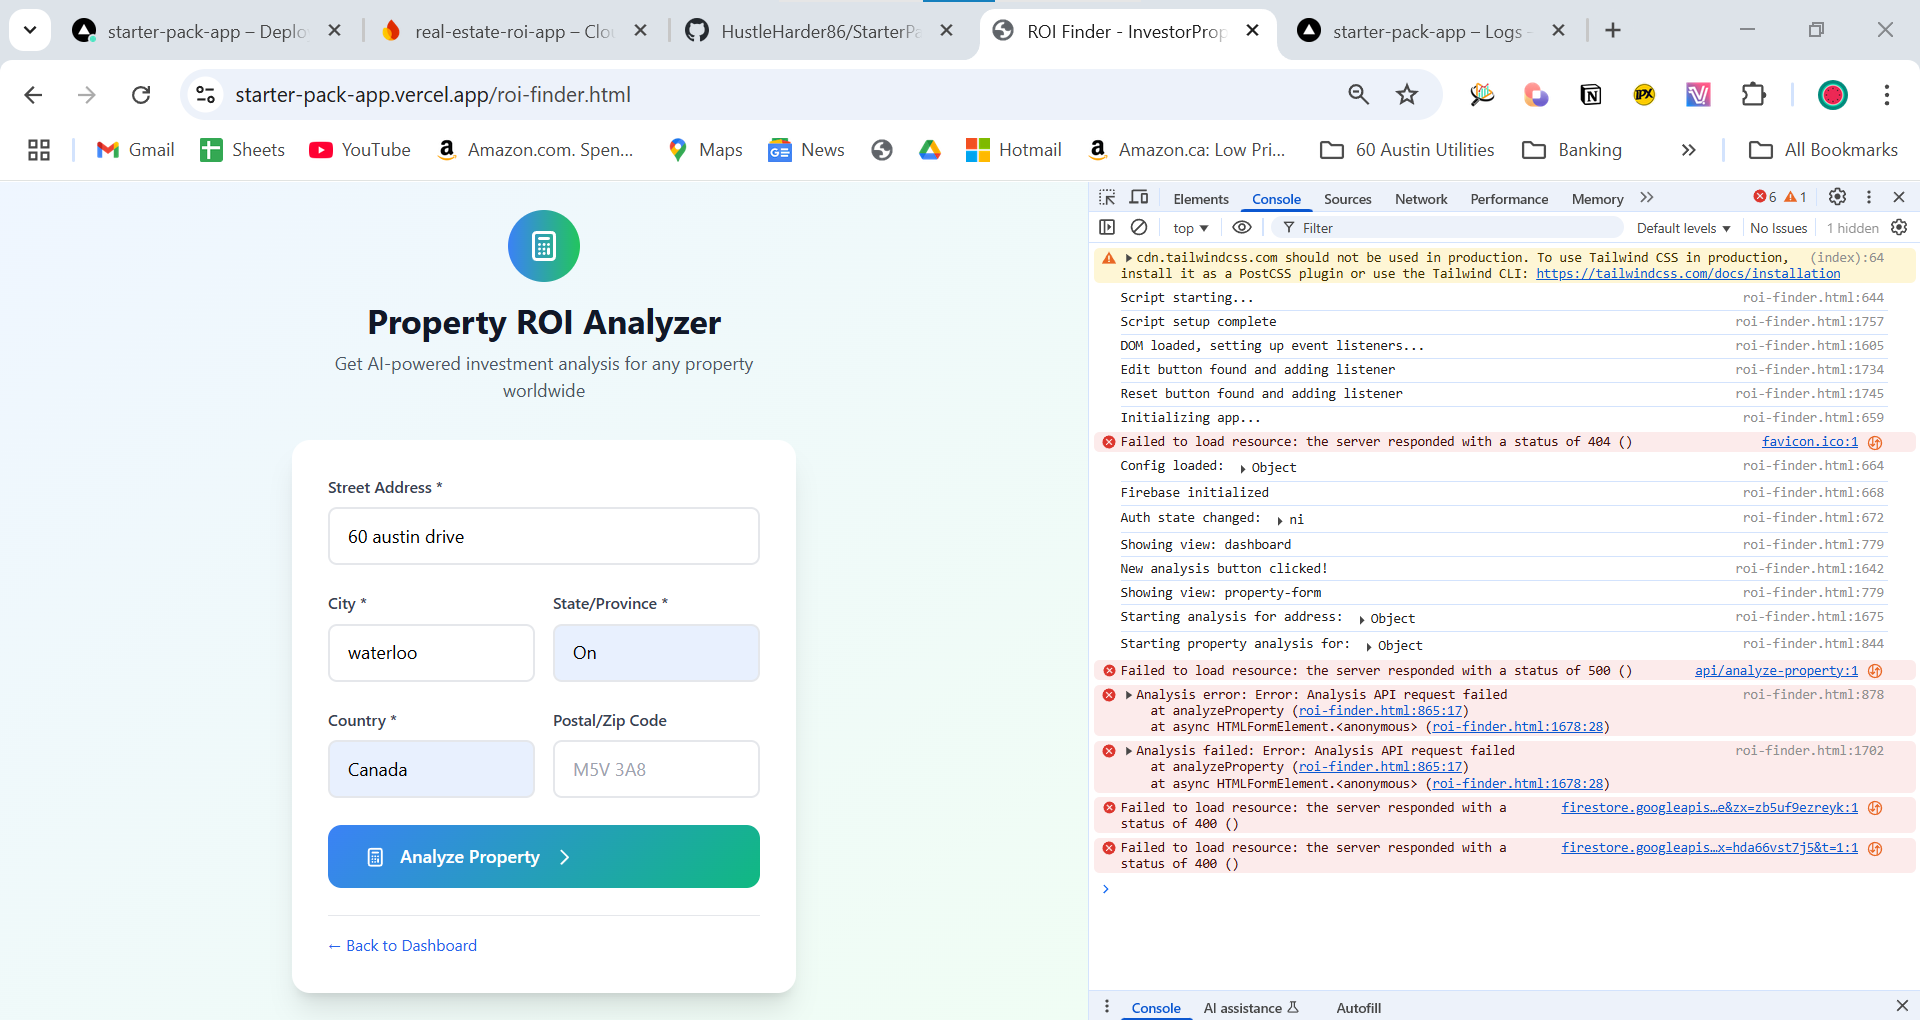 starter-pack-app – Deplo
real-estate-roi-app – Clou
HustleHarder86/StarterPa
ROI Finder - InvestorProp
starter-pack-app – Logs -
starter-pack-app.vercel.app/roi-finder.html
Gmail
Sheets
YouTube
Amazon.com. Spen...
Maps
News
Hotmail
Amazon.ca: Low Pri...
60 Austin Utilities
Banking
All Bookmarks
Property ROI Analyzer
Get AI-powered investment analysis for any property
worldwide
Street Address *
60 austin drive
City *
State/Province *
waterloo
On
Country *
Postal/Zip Code
Canada
M5V 3A8
Analyze Property
← Back to Dashboard
Elements
Console
Sources
Network
Performance
Memory
6
1
top
Filter
Default levels
No Issues
1 hidden
cdn.tailwindcss.com should not be used in production. To use Tailwind CSS in production, (index):64
install it as a PostCSS plugin or use the Tailwind CLI: https://tailwindcss.com/docs/installation
Script starting... roi-finder.html:644
Script setup complete roi-finder.html:1757
DOM loaded, setting up event listeners... roi-finder.html:1605
Edit button found and adding listener roi-finder.html:1734
Reset button found and adding listener roi-finder.html:1745
Initializing app... roi-finder.html:659
Failed to load resource: the server responded with a status of 404 () favicon.ico:1
Config loaded: Object roi-finder.html:664
Firebase initialized roi-finder.html:668
Auth state changed: ni roi-finder.html:672
Showing view: dashboard roi-finder.html:779
New analysis button clicked! roi-finder.html:1642
Showing view: property-form roi-finder.html:779
Starting analysis for address: Object roi-finder.html:1675
Starting property analysis for: Object roi-finder.html:844
Failed to load resource: the server responded with a status of 500 () api/analyze-property:1
Analysis error: Error: Analysis API request failed roi-finder.html:878
at analyzeProperty (roi-finder.html:865:17)
at async HTMLFormElement.<anonymous> (roi-finder.html:1678:28)
Analysis failed: Error: Analysis API request failed roi-finder.html:1702
at analyzeProperty (roi-finder.html:865:17)
at async HTMLFormElement.<anonymous> (roi-finder.html:1678:28)
Failed to load resource: the server responded with a firestore.googleapis…e&zx=zb5uf9ezreyk:1
status of 400 ()
Failed to load resource: the server responded with a firestore.googleapis…x=hda66vst7j5&t=1:1
status of 400 ()
Console
AI assistance
Autofill